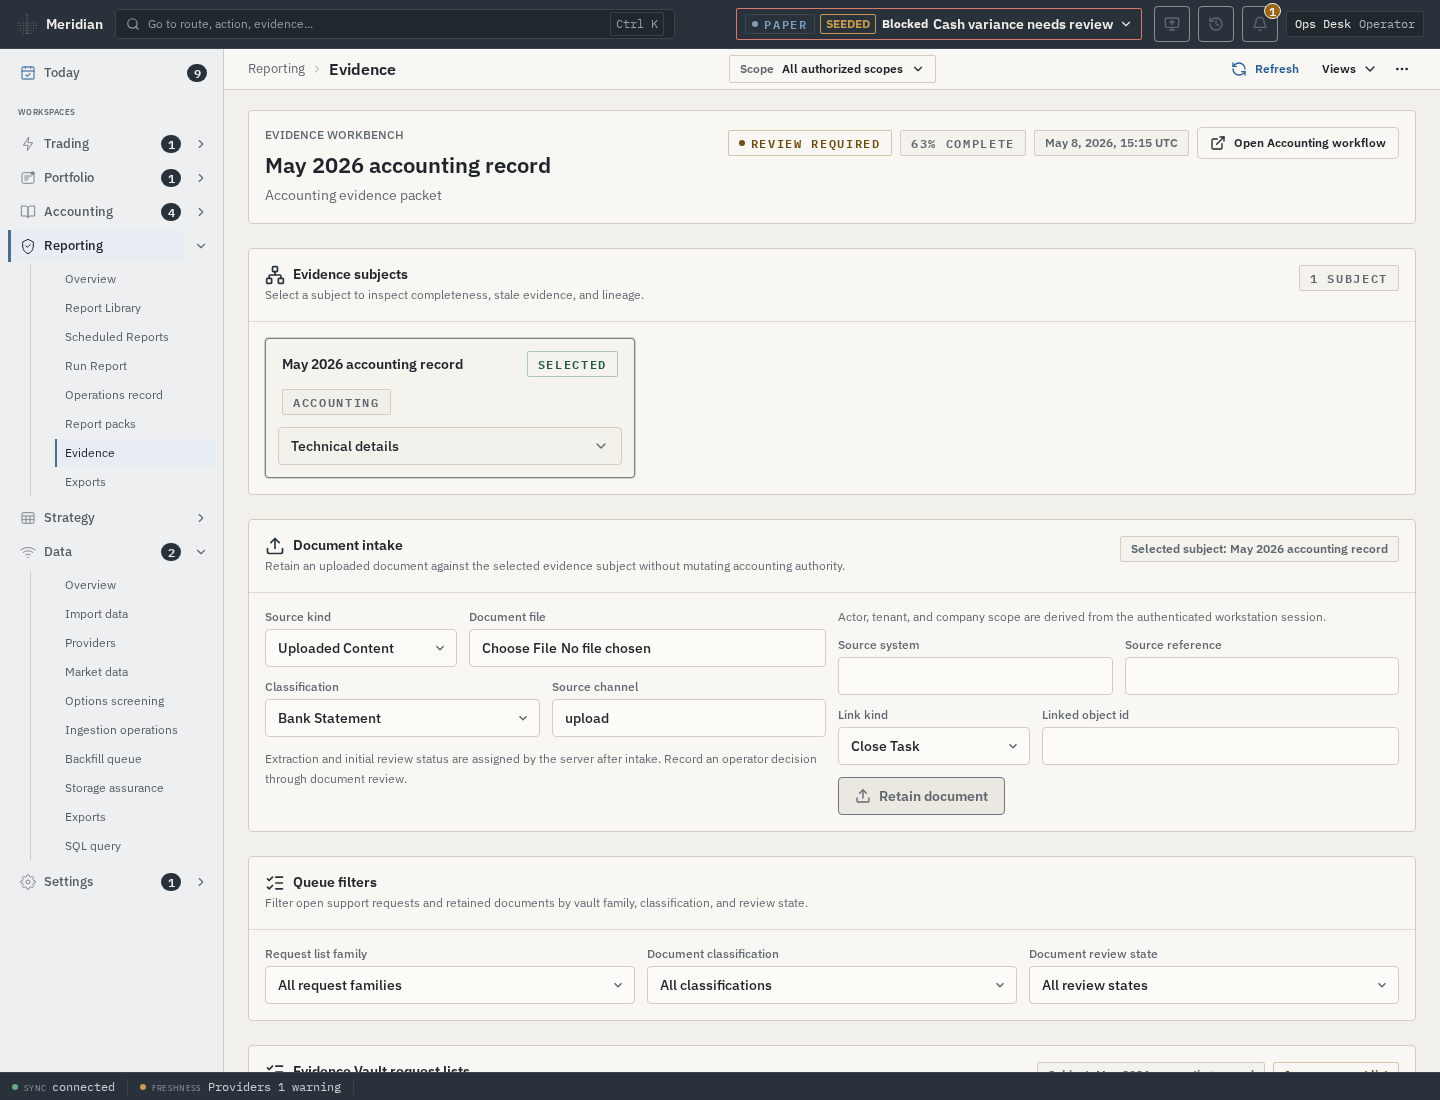 Meridian
Go to route, action, evidence...
Ctrl K
PAPER
SEEDED
Blocked Cash variance needs review
1
Ops Desk Operator
Today
9
WORKSPACES
Trading
1
Portfolio
1
Accounting
4
Reporting
Overview
Report Library
Scheduled Reports
Run Report
Operations record
Report packs
Evidence
Exports
Strategy
Data
2
Overview
Import data
Providers
Market data
Options screening
Ingestion operations
Backfill queue
Storage assurance
Exports
SQL query
Settings
1
Reporting
Evidence
Scope All authorized scopes
Refresh
Views
EVIDENCE WORKBENCH
May 2026 accounting record
Accounting evidence packet
REVIEW REQUIRED
63% COMPLETE
May 8, 2026, 15:15 UTC
Open Accounting workflow
Evidence subjects
Select a subject to inspect completeness, stale evidence, and lineage.
1 SUBJECT
May 2026 accounting record
SELECTED
ACCOUNTING
Technical details
Document intake
Retain an uploaded document against the selected evidence subject without mutating accounting authority.
Selected subject: May 2026 accounting record
Source kind
Uploaded Content
Document file
Choose File No file chosen
Classification
Bank Statement
Source channel
upload
Extraction and initial review status are assigned by the server after intake. Record an operator decision
through document review.
Actor, tenant, and company scope are derived from the authenticated workstation session.
Source system
Source reference
Link kind
Close Task
Linked object id
Retain document
Queue filters
Filter open support requests and retained documents by vault family, classification, and review state.
Request list family
All request families
Document classification
All classifications
Document review state
All review states
Evidence Vault request lists
SYNC connected
FRESHNESS Providers 1 warning